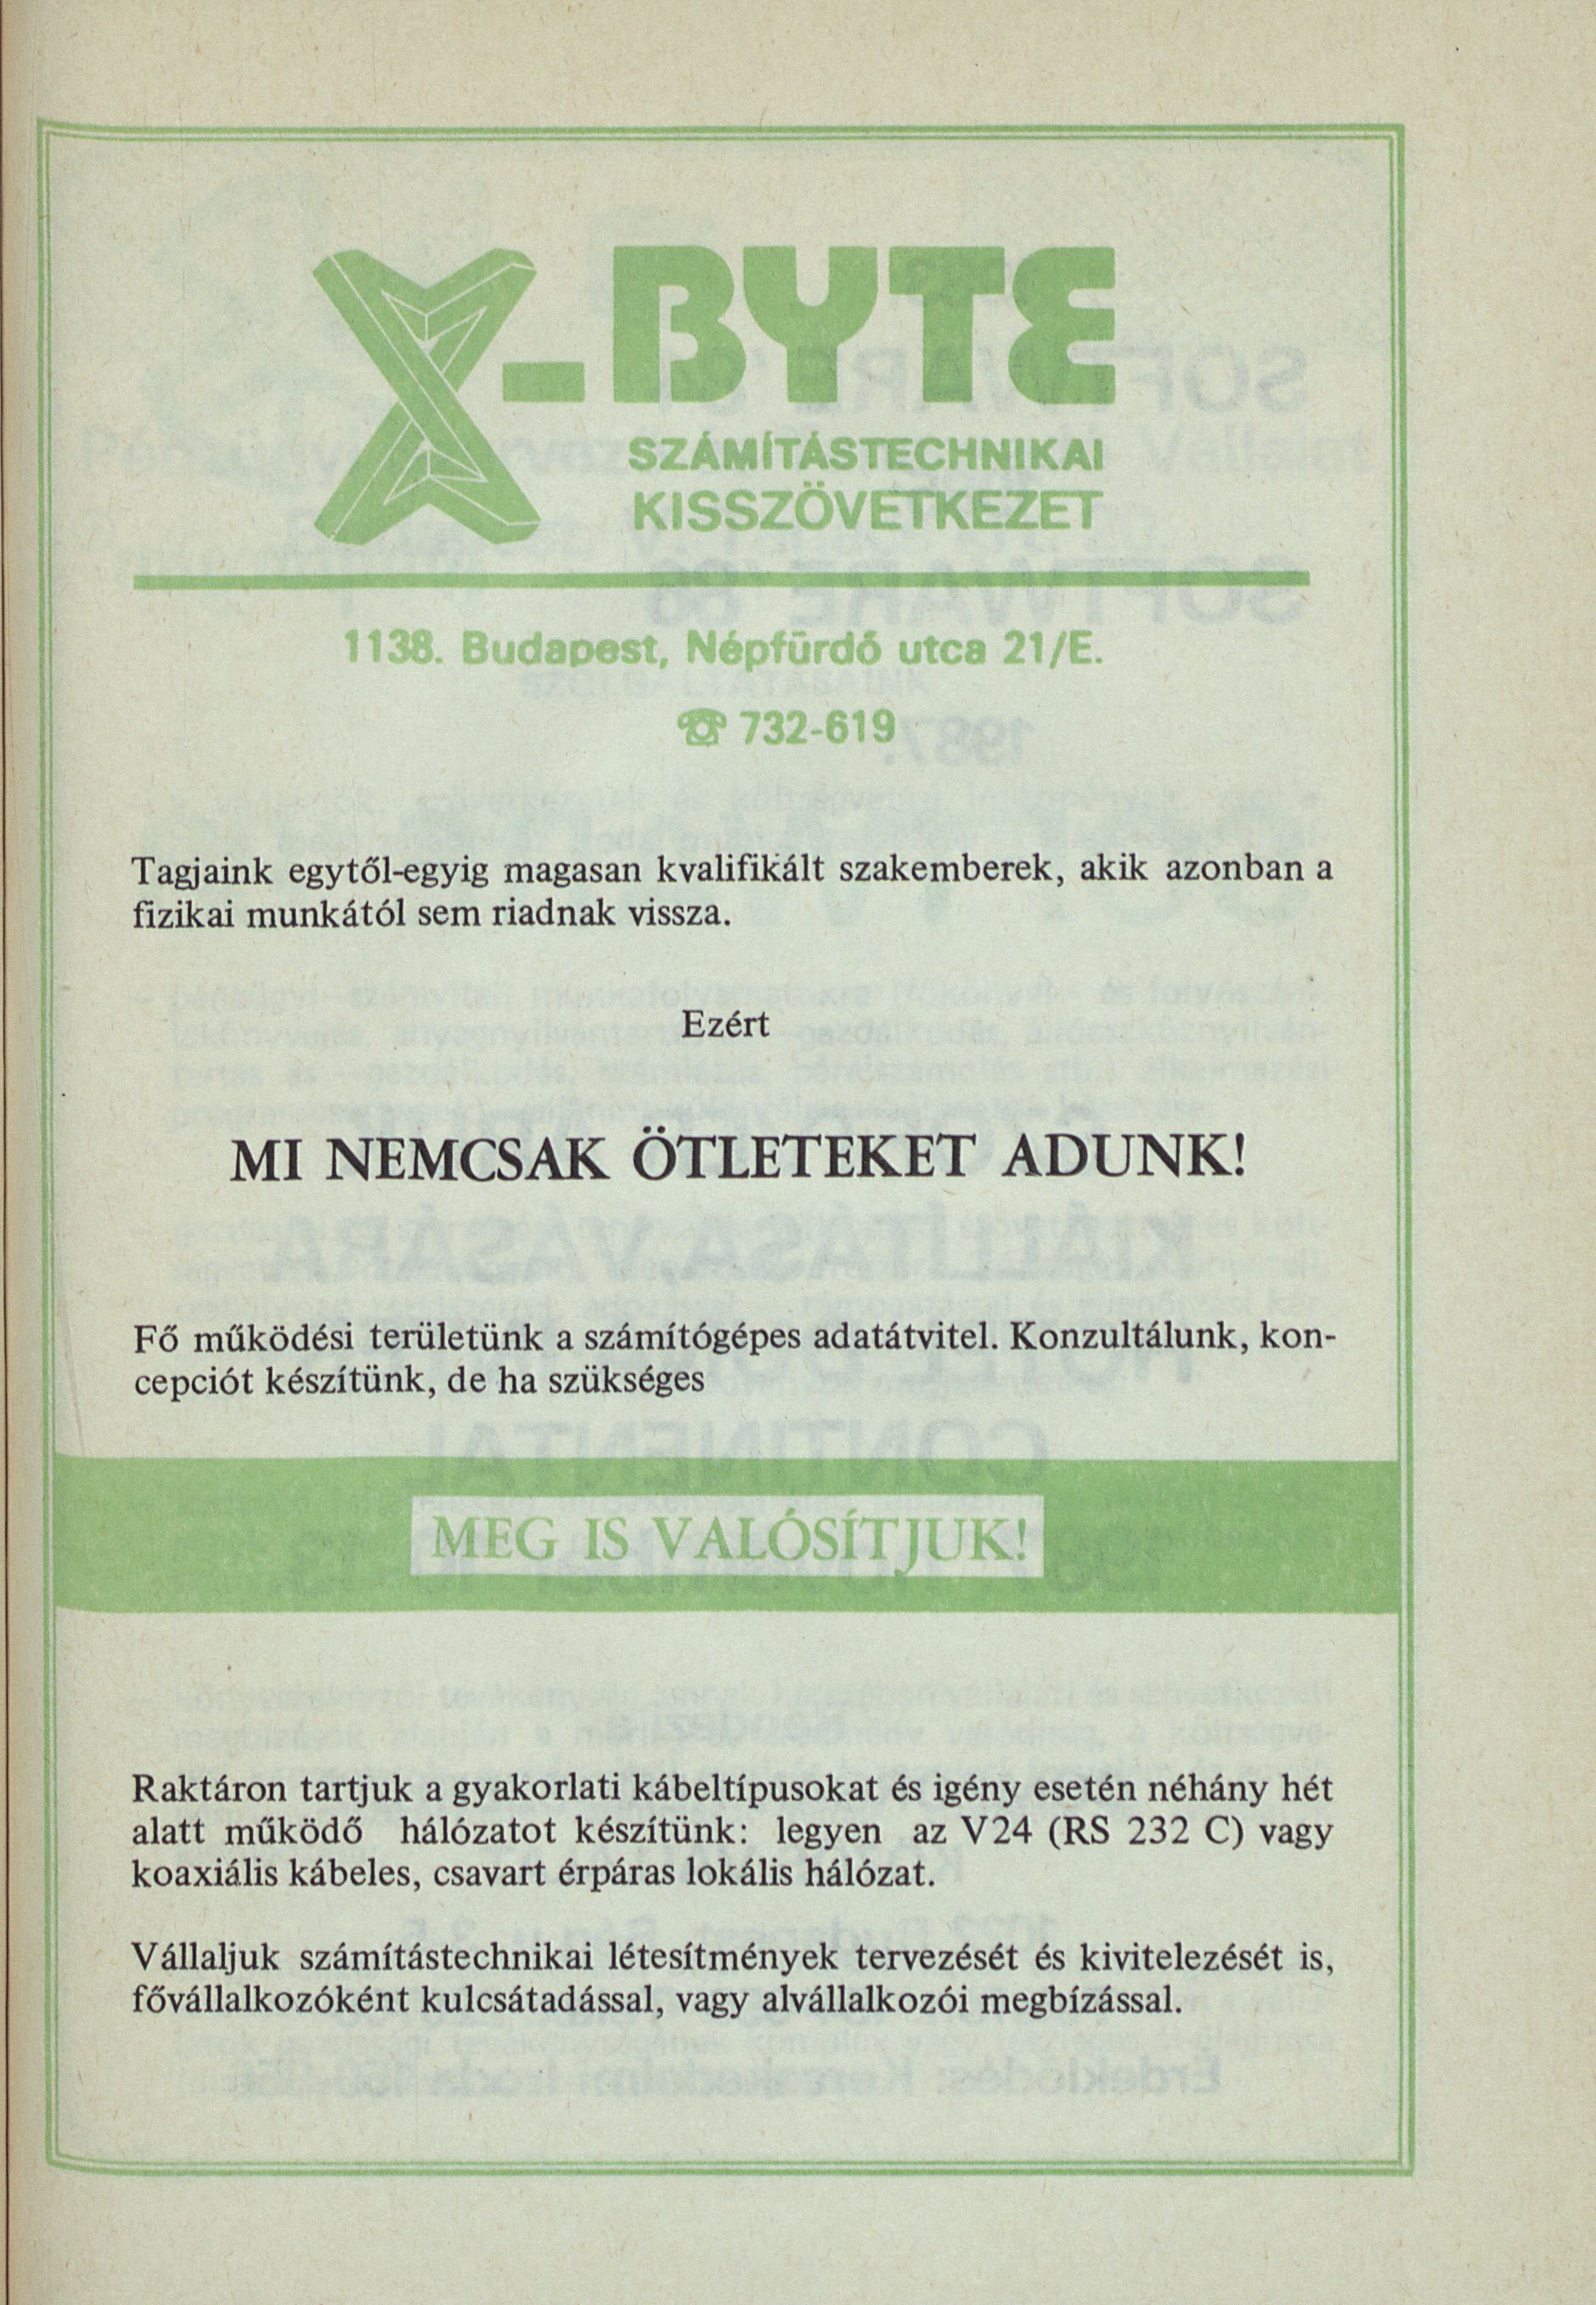 X-BYTE
SZÁMÍTÁSTECHNIKAI
KISSZÖVETKEZET
1138. Budapest, Népfürdő utca 21/E.
☎ 732-619
Tagjaink egytől-egyig magasan kvalifikált szakemberek, akik azonban a
fizikai munkától sem riadnak vissza.
Ezért
MI NEMCSAK ÖTLETEKET ADUNK!
Fő működési területünk a számítógépes adatátvitel. Konzultálunk, kon-
cepciót készítünk, de ha szükséges
MEG IS VALÓSÍTJUK!
Raktáron tartjuk a gyakorlati kábeltípusokat és igény esetén néhány hét
alatt működő hálózatot készítünk: legyen az V24 (RS 232 C) vagy
koaxiális kábeles, csavart érpáras lokális hálózat.
Vállaljuk számítástechnikai létesítmények tervezését és kivitelezését is,
fővállalkozóként kulcsátadással, vagy alvállalkozói megbízással.